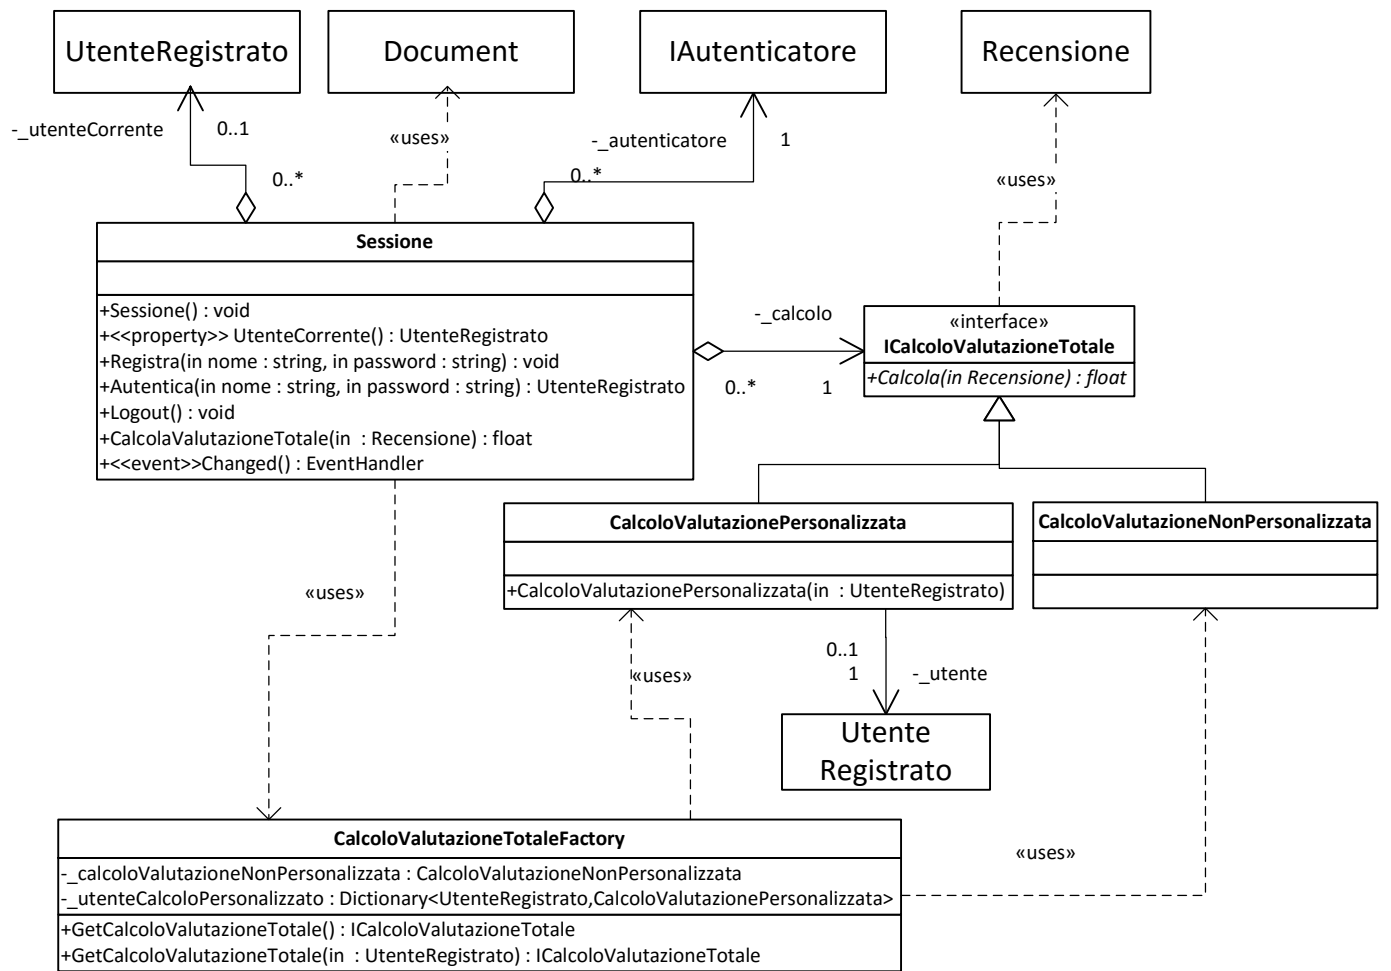 UtenteRegistrato
Document
IAutenticatore
Recensione
-_utenteCorrente
0..1
0..*
«uses»
-_autenticatore
1
0..*
«uses»
Sessione
+Sessione() : void
+<<property>> UtenteCorrente() : UtenteRegistrato
+Registra(in nome : string, in password : string) : void
+Autentica(in nome : string, in password : string) : UtenteRegistrato
+Logout() : void
+CalcolaValutazioneTotale(in  : Recensione) : float
+<<event>>Changed() : EventHandler
-_calcolo
0..*
1
«interface»
ICalcoloValutazioneTotale
+Calcola(in Recensione) : float
CalcoloValutazionePersonalizzata
+CalcoloValutazionePersonalizzata(in  : UtenteRegistrato)
CalcoloValutazioneNonPersonalizzata
«uses»
«uses»
0..1
1
-_utente
Utente
Registrato
«uses»
CalcoloValutazioneTotaleFactory
-_calcoloValutazioneNonPersonalizzata : CalcoloValutazioneNonPersonalizzata
-_utenteCalcoloPersonalizzato : Dictionary<UtenteRegistrato,CalcoloValutazionePersonalizzata>
+GetCalcoloValutazioneTotale() : ICalcoloValutazioneTotale
+GetCalcoloValutazioneTotale(in  : UtenteRegistrato) : ICalcoloValutazioneTotale